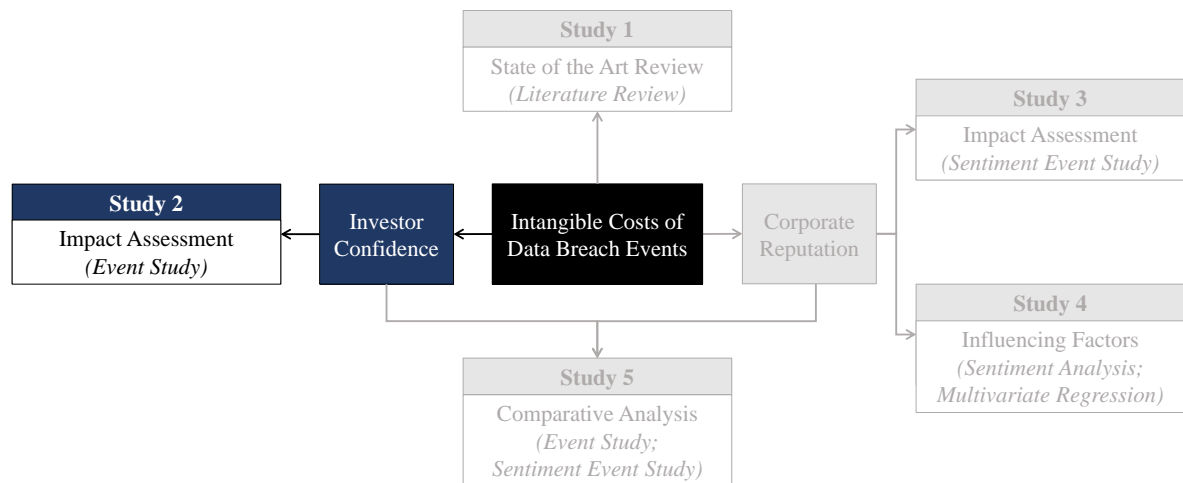 Study 1
State of the Art Review
(Literature Review)
Study 3
Impact Assessment
(Sentiment Event Study)
Study 2
Impact Assessment
(Event Study)
Investor
Confidence
Intangible Costs of
Data Breach Events
Corporate
Reputation
Study 4
Influencing Factors
(Sentiment Analysis;
Multivariate Regression)
Study 5
Comparative Analysis
(Event Study;
Sentiment Event Study)